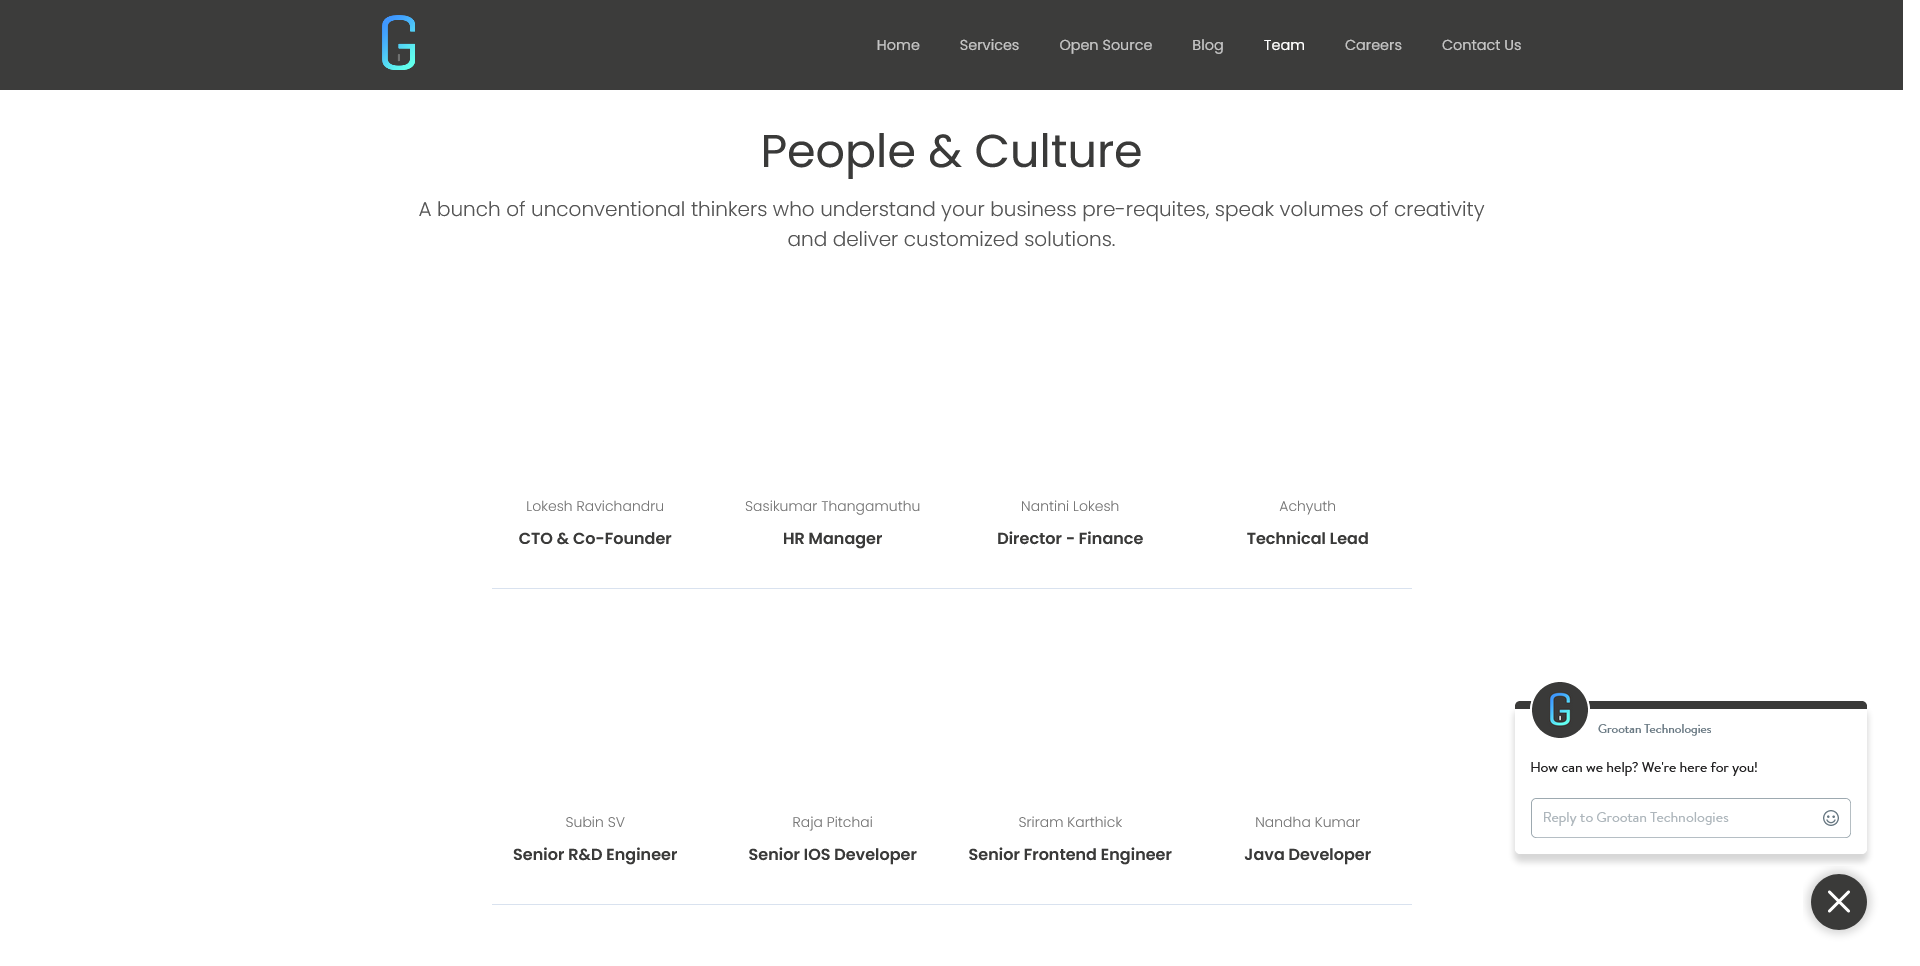 Home Services Open Source Blog Team Careers Contact Us
People & Culture
A bunch of unconventional thinkers who understand your business pre-requites, speak volumes of creativity
and deliver customized solutions.
Lokesh Ravichandru Sasikumar Thangamuthu Nantini Lokesh Achyuth
CTO & Co-Founder HR Manager Director - Finance Technical Lead
Subin SV Raja Pitchai Sriram Karthick Nandha Kumar
Senior R&D Engineer Senior IOS Developer Senior Frontend Engineer Java Developer
Grootan Technologies
How can we help? We're here for you!
Reply to Grootan Technologies